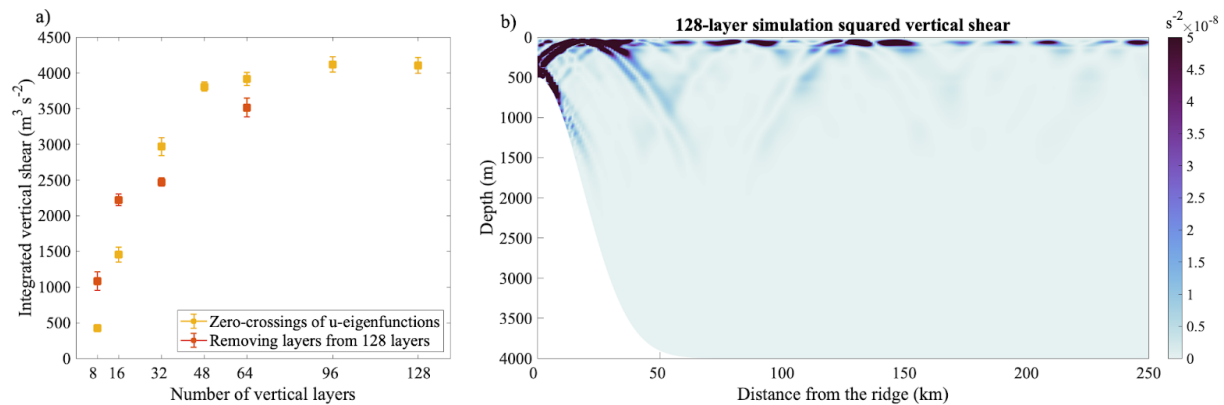 a)
Integrated vertical shear (m³ s⁻²)
4500
4000
3500
3000
2500
2000
1500
1000
500
0
8 16 32 48 64 96 128
Number of vertical layers
Zero-crossings of u-eigenfunctions
Removing layers from 128 layers
b)
128-layer simulation squared vertical shear
Depth (m)
0
500
1000
1500
2000
2500
3000
3500
4000
0 50 100 150 200 250
Distance from the ridge (km)
s⁻²×10⁻⁸
5
4.5
4
3.5
3
2.5
2
1.5
1
0.5
0